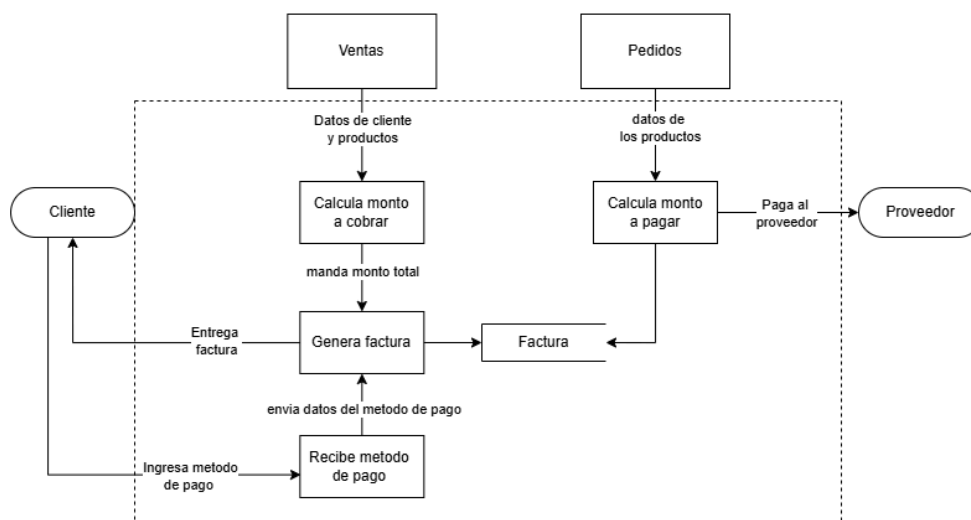 Ventas
Pedidos
Datos de cliente
y productos
datos de
los productos
Cliente
Calcula monto
a cobrar
Calcula monto
a pagar
Paga al
proveedor
Proveedor
manda monto total
Entrega
factura
Genera factura
Factura
envia datos del metodo de pago
Ingresa metodo
de pago
Recibe metodo
de pago